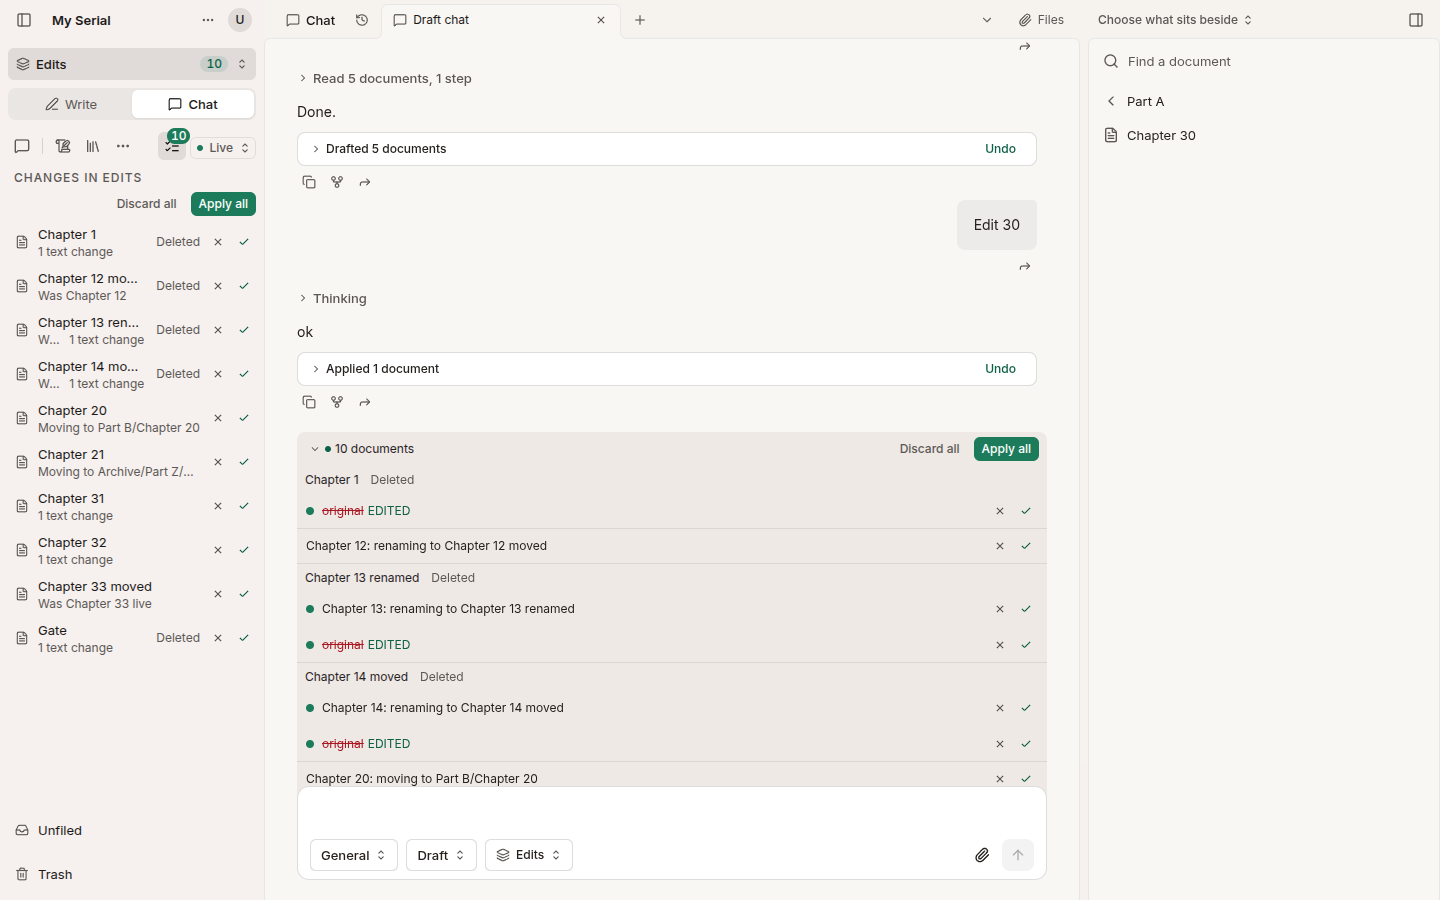 My Serial
U
Edits
10
Write
Chat
10
Live
CHANGES IN EDITS
Discard all
Apply all
Chapter 1
1 text change
Deleted
Chapter 12 mo...
Was Chapter 12
Deleted
Chapter 13 ren...
W... 1 text change
Deleted
Chapter 14 mo...
W... 1 text change
Deleted
Chapter 20
Moving to Part B/Chapter 20
Chapter 21
Moving to Archive/Part Z/...
Chapter 31
1 text change
Chapter 32
1 text change
Chapter 33 moved
Was Chapter 33 live
Gate
1 text change
Deleted
Unfiled
Trash
Chat
Draft chat
Files
Read 5 documents, 1 step
Done.
Drafted 5 documents
Undo
Edit 30
Thinking
ok
Applied 1 document
Undo
10 documents
Discard all
Apply all
Chapter 1 Deleted
original EDITED
Chapter 12: renaming to Chapter 12 moved
Chapter 13 renamed Deleted
Chapter 13: renaming to Chapter 13 renamed
original EDITED
Chapter 14 moved Deleted
Chapter 14: renaming to Chapter 14 moved
original EDITED
Chapter 20: moving to Part B/Chapter 20
General
Draft
Edits
Choose what sits beside
Find a document
Part A
Chapter 30